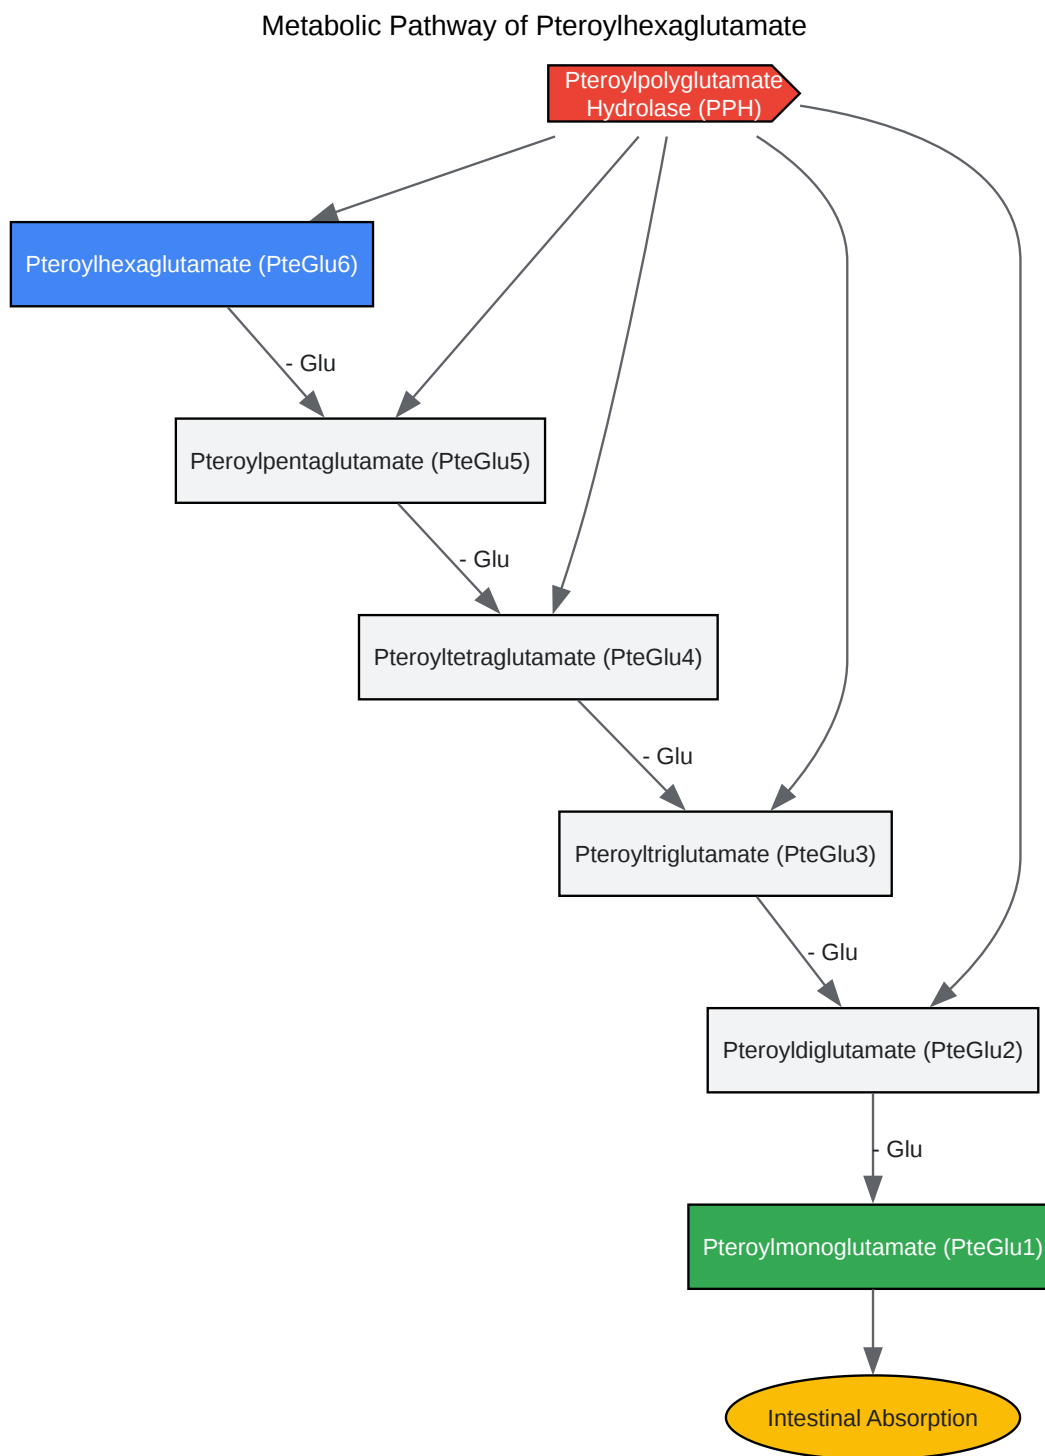 Metabolic Pathway of Pteroylhexaglutamate
Pteroylpolyglutamate
Hydrolase (PPH)
Pteroylhexaglutamate (PteGlu6)
- Glu
Pteroylpentaglutamate (PteGlu5)
- Glu
Pteroyltetraglutamate (PteGlu4)
- Glu
Pteroyltriglutamate (PteGlu3)
- Glu
Pteroyldiglutamate (PteGlu2)
- Glu
Pteroylmonoglutamate (PteGlu1)
Intestinal Absorption